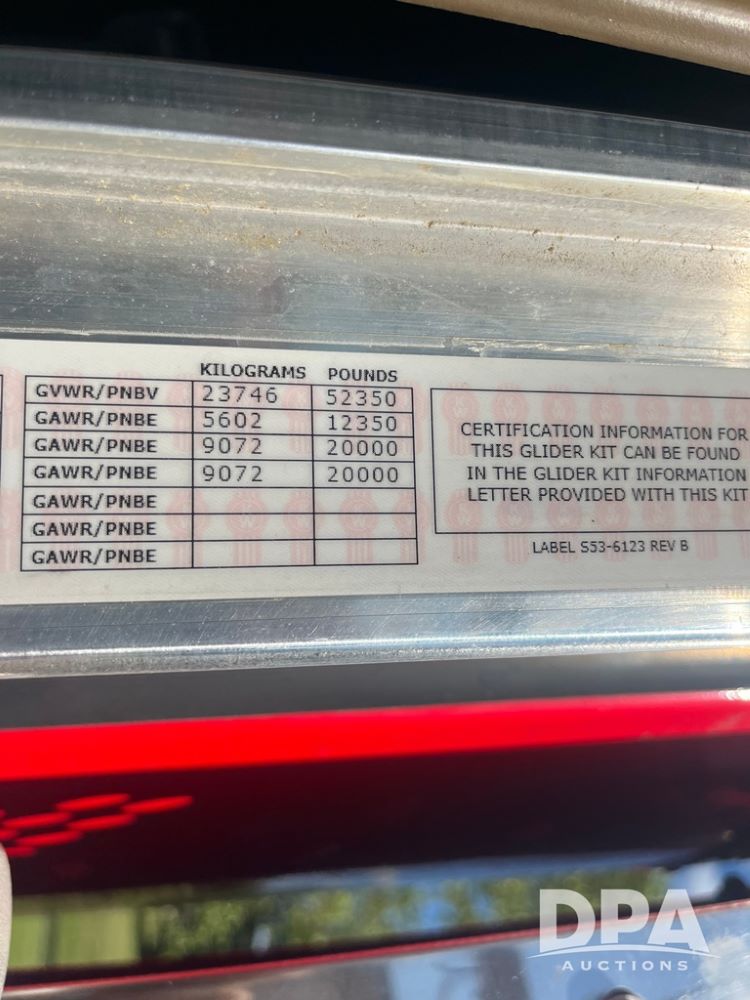 KILOGRAMS POUNDS
GVWR/PNBV 23746 52350
GAWR/PNBE 5602 12350
GAWR/PNBE 9072 20000
GAWR/PNBE 9072 20000
GAWR/PNBE
GAWR/PNBE
GAWR/PNBE
CERTIFICATION INFORMATION FOR
THIS GLIDER KIT CAN BE FOUND
IN THE GLIDER KIT INFORMATION
LETTER PROVIDED WITH THIS KIT
LABEL S53-6123 REV B
DPA
AUCTIONS